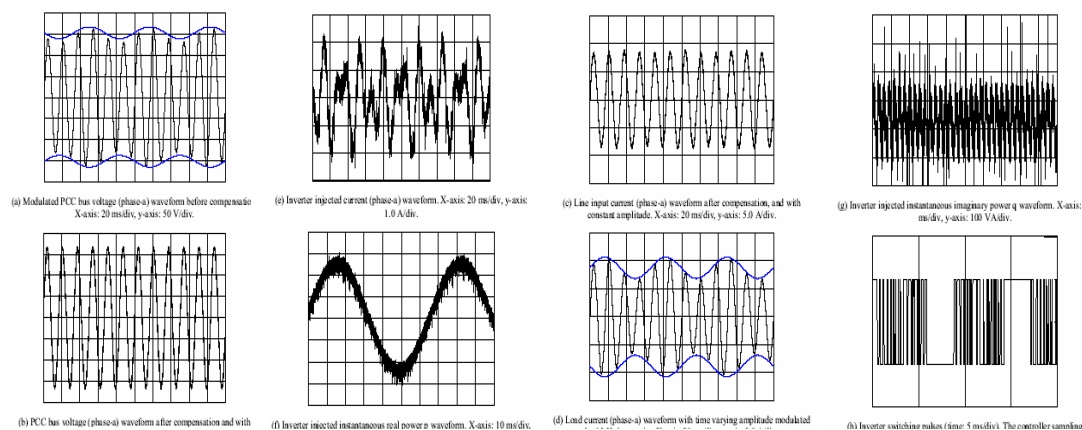 (a) Modulated PCC bus voltage (phase-a) waveform before compensatio
X-axis: 20 ms/div, y-axis: 50 V/div.
(e) Inverter injected current (phase-a) waveform. X-axis: 20 ms/div, y-axis:
1.0 A/div.
(c) Line input current (phase-a) waveform after compensation, and with
constant amplitude. X-axis: 20 ms/div, y-axis: 5.0 A/div.
(g) Inverter injected instantaneous imaginary power q waveform. X-axis:
ms/div, y-axis: 100 VA/div.
(b) PCC bus voltage (phase-a) waveform after compensation and with
(f) Inverter injected instantaneous real power p waveform. X-axis: 10 ms/div,
(d) Load current (phase-a) waveform with time varying amplitude modulated
(h) Inverter switching pulses (time: 5 ms/div). The controller sampling